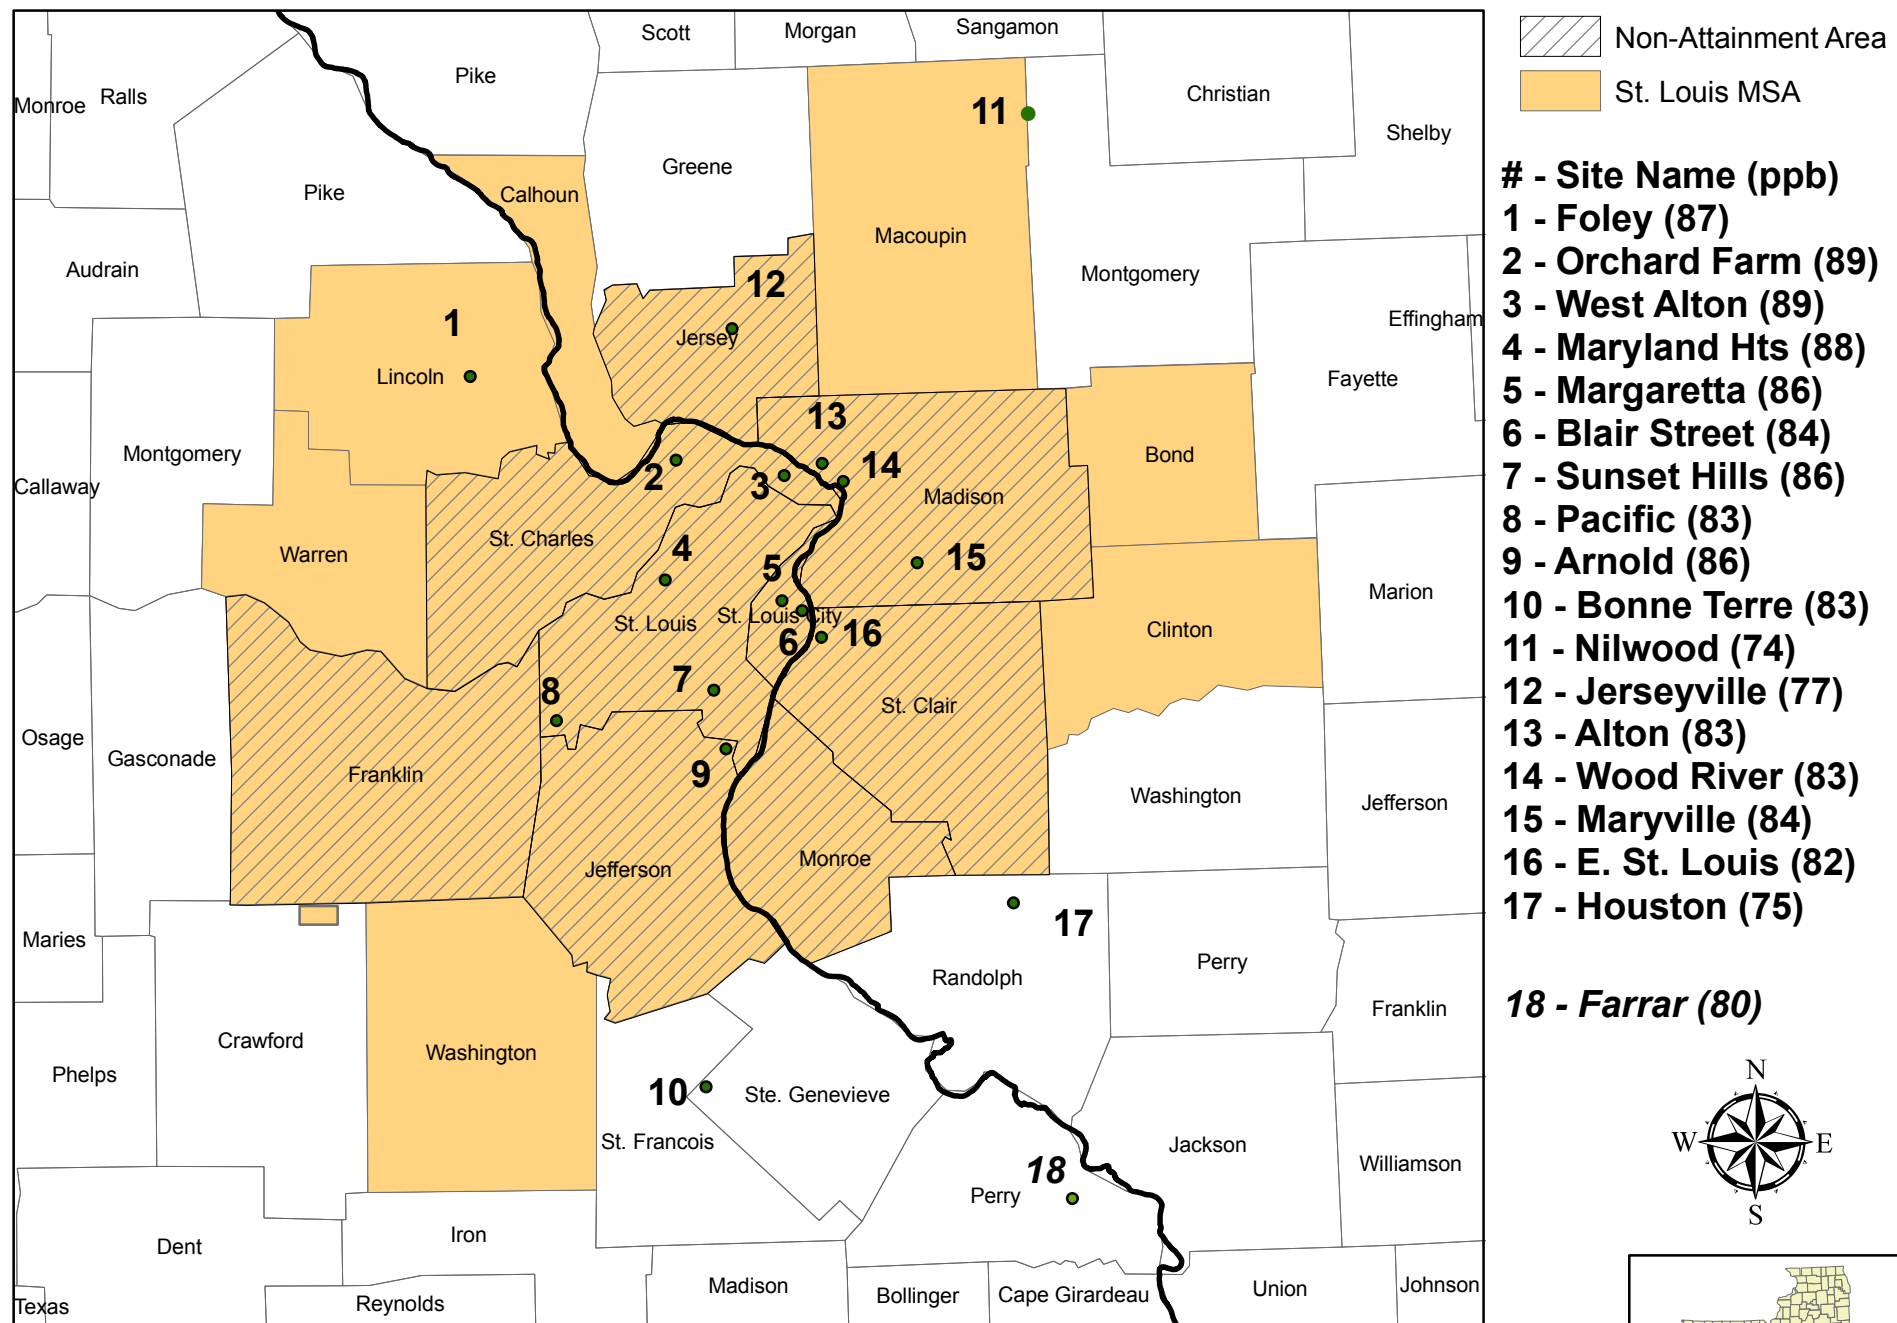 Scott
Morgan
Sangamon
Non-Attainment Area
Pike
Christian
St. Louis MSA
Monroe
Ralls
11
Shelby
Greene
# - Site Name (ppb)
Pike
Calhoun
1 - Foley (87)
Macoupin
2 - Orchard Farm (89)
Audrain
Montgomery
12
3 - West Alton (89)
1
Effingham
Jersey
4 - Maryland Hts (88)
Lincoln
Fayette
5 - Margaretta (86)
13
6 - Blair Street (84)
Montgomery
Bond
14
2
3
7 - Sunset Hills (86)
Callaway
Madison
8 - Pacific (83)
St. Charles
4
Warren
15
5
9 - Arnold (86)
Marion
10 - Bonne Terre (83)
St. Louis
St. Louis City
16
Clinton
6
11 - Nilwood (74)
7
8
12 - Jerseyville (77)
St. Clair
Osage
13 - Alton (83)
Gasconade
Franklin
9
14 - Wood River (83)
Washington
Jefferson
15 - Maryville (84)
Monroe
Jefferson
16 - E. St. Louis (82)
17 - Houston (75)
17
Maries
Perry
Randolph
18 - Farrar (80)
Franklin
Crawford
Washington
Phelps
N
10
Ste. Genevieve
St. Francois
Jackson
W
E
18
Williamson
Perry
S
Iron
Dent
Madison
Union
Johnson
Bollinger
Cape Girardeau
Texas
Reynolds